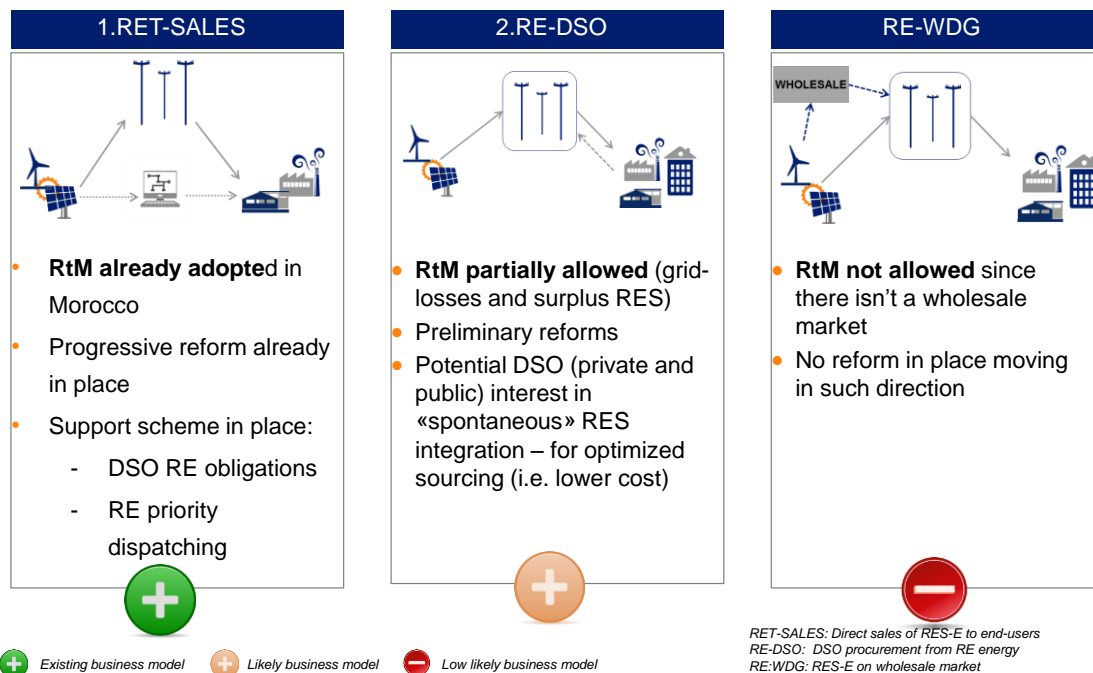 1.RET-SALES
RtM already adopted in
Morocco
Progressive reform already
in place
Support scheme in place:
- DSO RE obligations
- RE priority
dispatching
2.RE-DSO
RtM partially allowed (grid-
losses and surplus RES)
Preliminary reforms
Potential DSO (private and
public) interest in
«spontaneous» RES
integration – for optimized
sourcing (i.e. lower cost)
RE-WDG
WHOLESALE
RtM not allowed since
there isn't a wholesale
market
No reform in place moving
in such direction
Existing business model
Likely business model
Low likely business model
RET-SALES: Direct sales of RES-E to end-users
RE-DSO: DSO procurement from RE energy
RE:WDG: RES-E on wholesale market